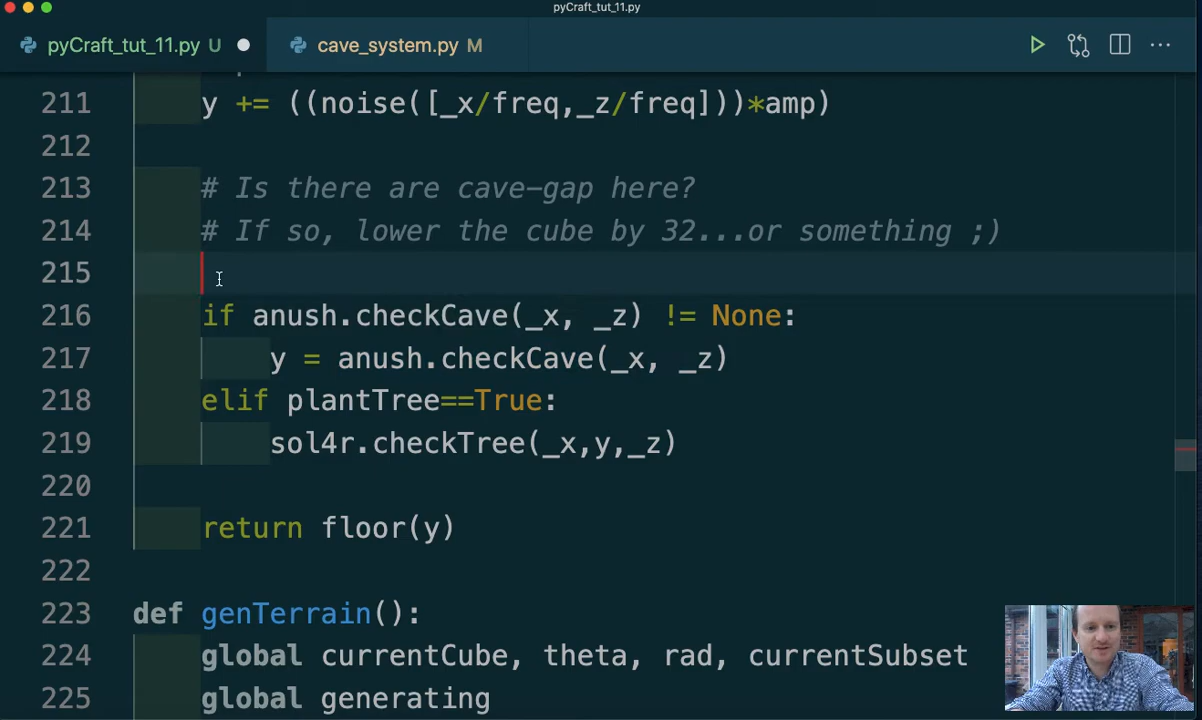 pyCraft_tut_11.py
pyCraft_tut_11.py U
cave_system.py M
211 y += ((noise([_x/freq,_z/freq]))*amp)
212
213 # Is there are cave-gap here?
214 # If so, lower the cube by 32...or something ;)
215
216 if anush.checkCave(_x, _z) != None:
217 y = anush.checkCave(_x, _z)
218 elif plantTree==True:
219 sol4r.checkTree(_x,y,_z)
220
221 return floor(y)
222
223 def genTerrain():
224 global currentCube, theta, rad, currentSubset
225 global generating